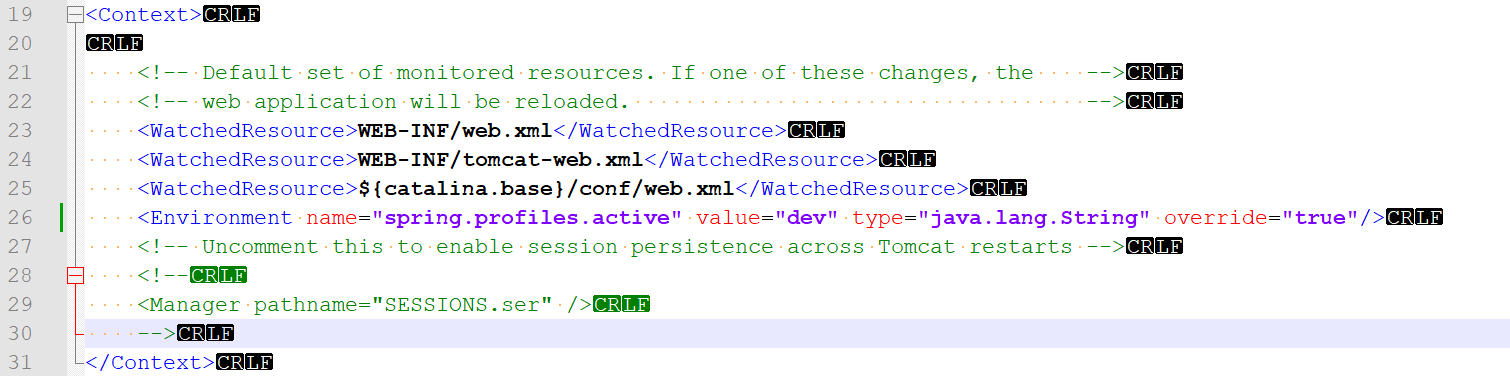 19 <Context>CRLF
20 CRLF
21     <!-- Default set of monitored resources. If one of these changes, the    -->CRLF
22     <!-- web application will be reloaded.                                   -->CRLF
23     <WatchedResource>WEB-INF/web.xml</WatchedResource>CRLF
24     <WatchedResource>WEB-INF/tomcat-web.xml</WatchedResource>CRLF
25     <WatchedResource>${catalina.base}/conf/web.xml</WatchedResource>CRLF
26     <Environment name="spring.profiles.active" value="dev" type="java.lang.String" override="true"/>CRLF
27     <!-- Uncomment this to enable session persistence across Tomcat restarts -->CRLF
28     <!--CRLF
29     <Manager pathname="SESSIONS.ser" />CRLF
30     -->CRLF
31 </Context>CRLF